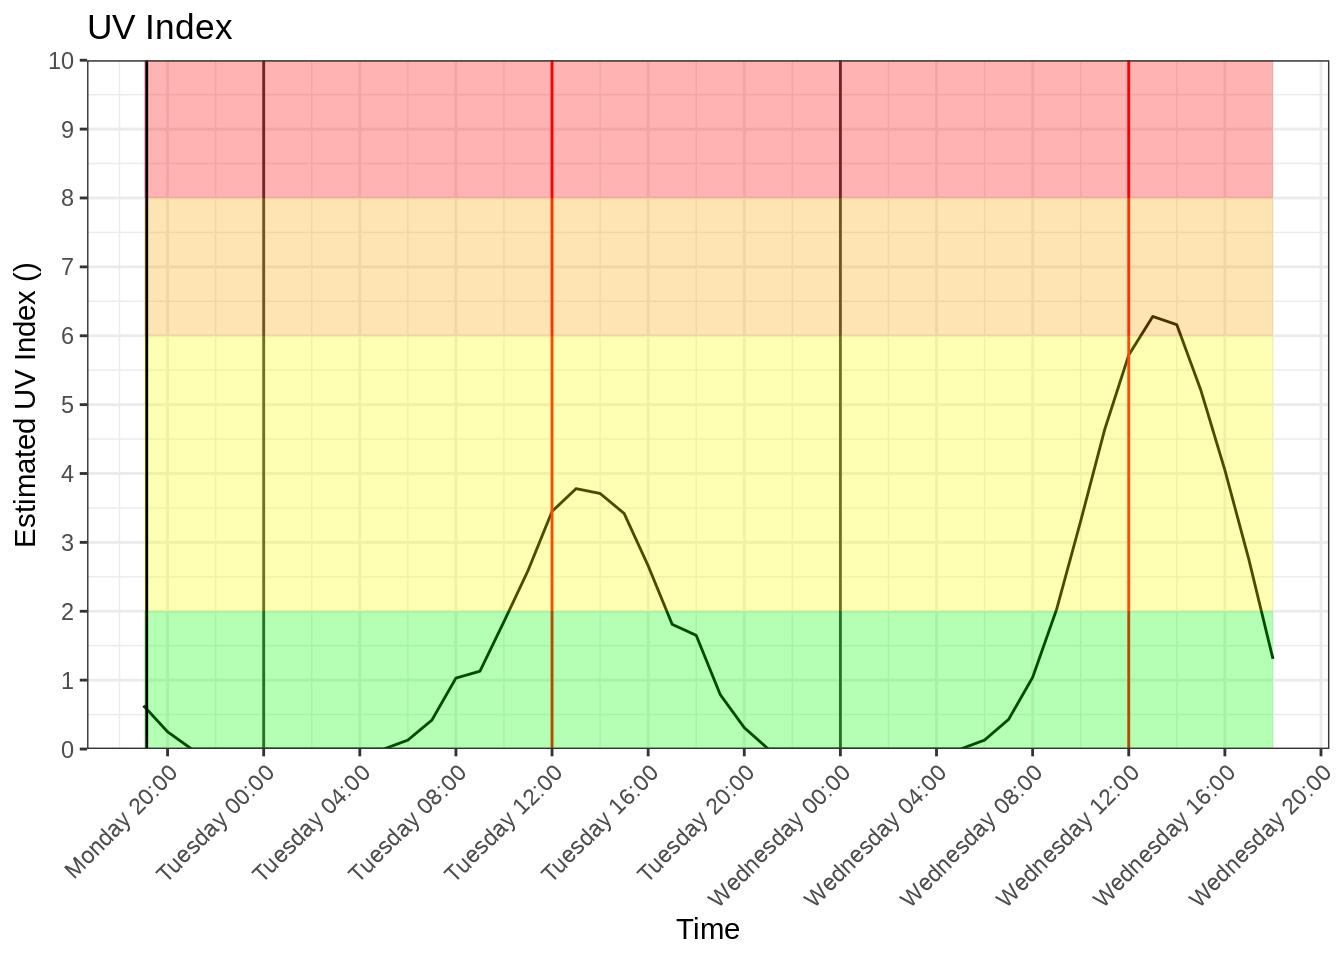 UV Index
Estimated UV Index ()
10
9
8
7
6
5
4
3
2
1
0
Monday 20:00
Tuesday 00:00
Tuesday 04:00
Tuesday 08:00
Tuesday 12:00
Tuesday 16:00
Tuesday 20:00
Wednesday 00:00
Wednesday 04:00
Wednesday 08:00
Wednesday 12:00
Wednesday 16:00
Wednesday 20:00
Time